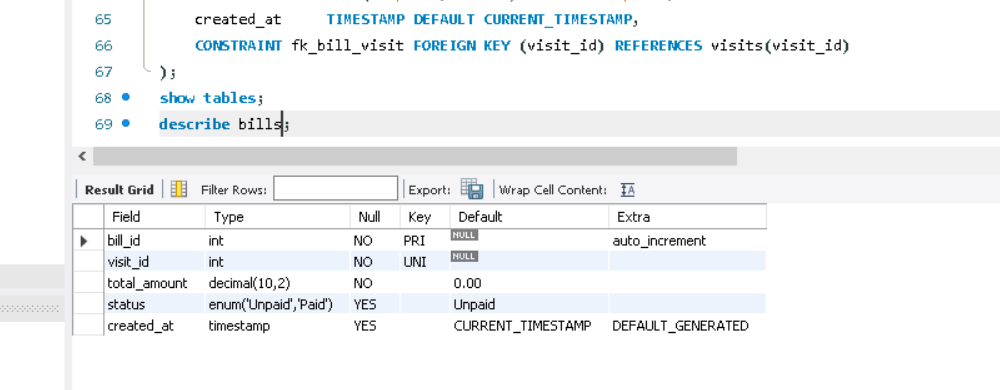 65 created_at TIMESTAMP DEFAULT CURRENT_TIMESTAMP,
66 CONSTRAINT fk_bill_visit FOREIGN KEY (visit_id) REFERENCES visits(visit_id)
67 );
68 show tables;
69 describe bills;
Result Grid Filter Rows: Export: Wrap Cell Content: IA
Field Type Null Key Default Extra
bill_id int NO PRI NULL auto_increment
visit_id int NO UNI NULL
total_amount decimal(10,2) NO 0.00
status enum('Unpaid','Paid') YES Unpaid
created_at timestamp YES CURRENT_TIMESTAMP DEFAULT_GENERATED